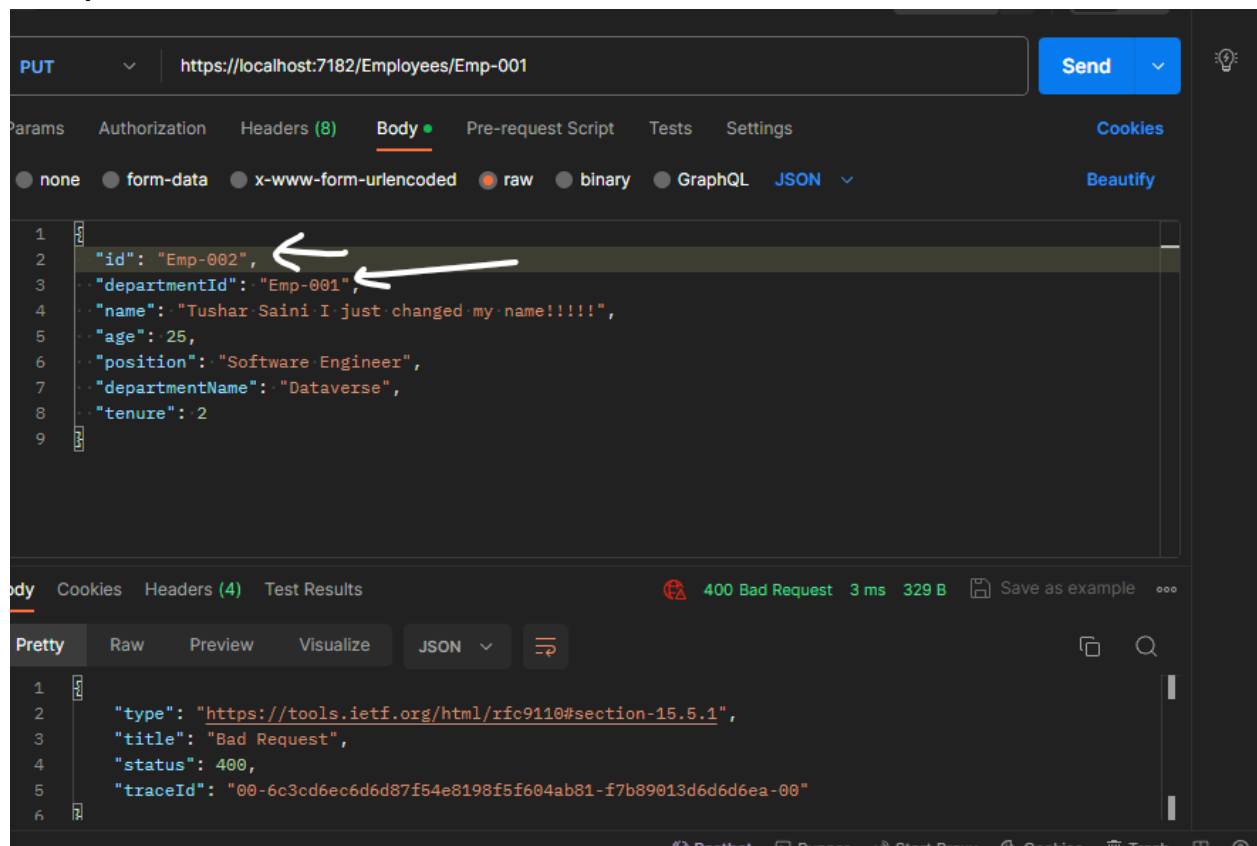 PUT https://localhost:7182/Employees/Emp-001 Send
Params Authorization Headers (8) Body Pre-request Script Tests Settings Cookies
none form-data x-www-form-urlencoded raw binary GraphQL JSON Beautify
1 {
2 "id": "Emp-002",
3 "departmentId": "Emp-001",
4 "name": "Tushar Saini I just changed my name!!!!!",
5 "age": 25,
6 "position": "Software Engineer",
7 "departmentName": "Dataverse",
8 "tenure": 2
9 }
Body Cookies Headers (4) Test Results 400 Bad Request 3 ms 329 B Save as example
Pretty Raw Preview Visualize JSON
1 {
2 "type": "https://tools.ietf.org/html/rfc9110#section-15.5.1",
3 "title": "Bad Request",
4 "status": 400,
5 "traceId": "00-6c3cd6ec6d6d87f54e8198f5f604ab81-f7b89013d6d6d6ea-00"
6 }